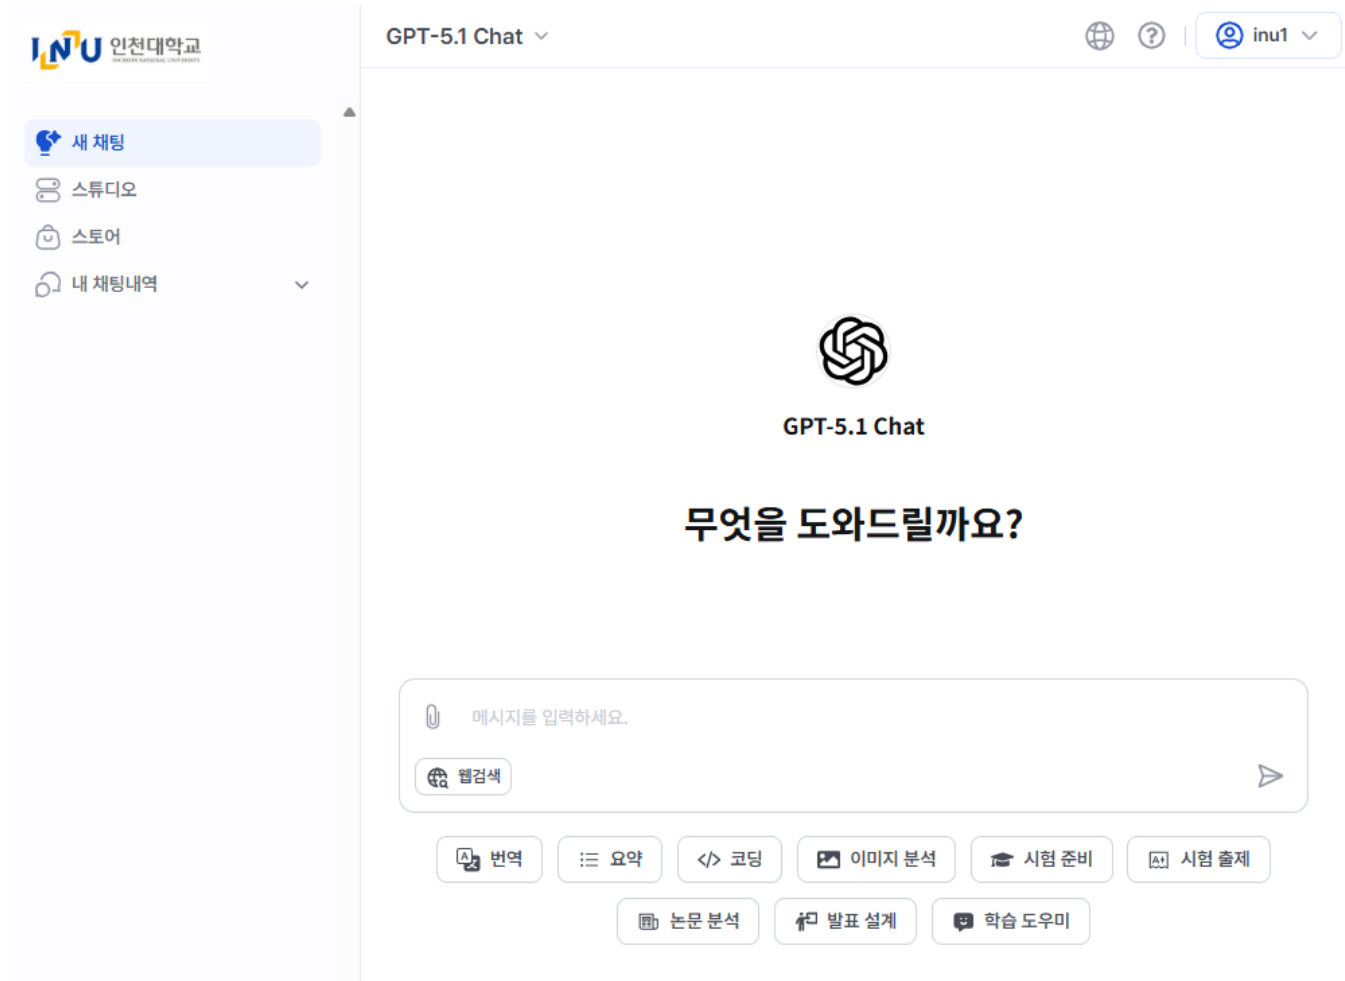 INU 인천대학교
INCHEON NATIONAL UNIVERSITY
새 채팅
스튜디오
스토어
내 채팅내역
GPT-5.1 Chat
inu1
GPT-5.1 Chat
무엇을 도와드릴까요?
메시지를 입력하세요.
웹검색
번역
요약
</> 코딩
이미지 분석
시험 준비
A+ 시험 출제
논문 분석
발표 설계
학습 도우미